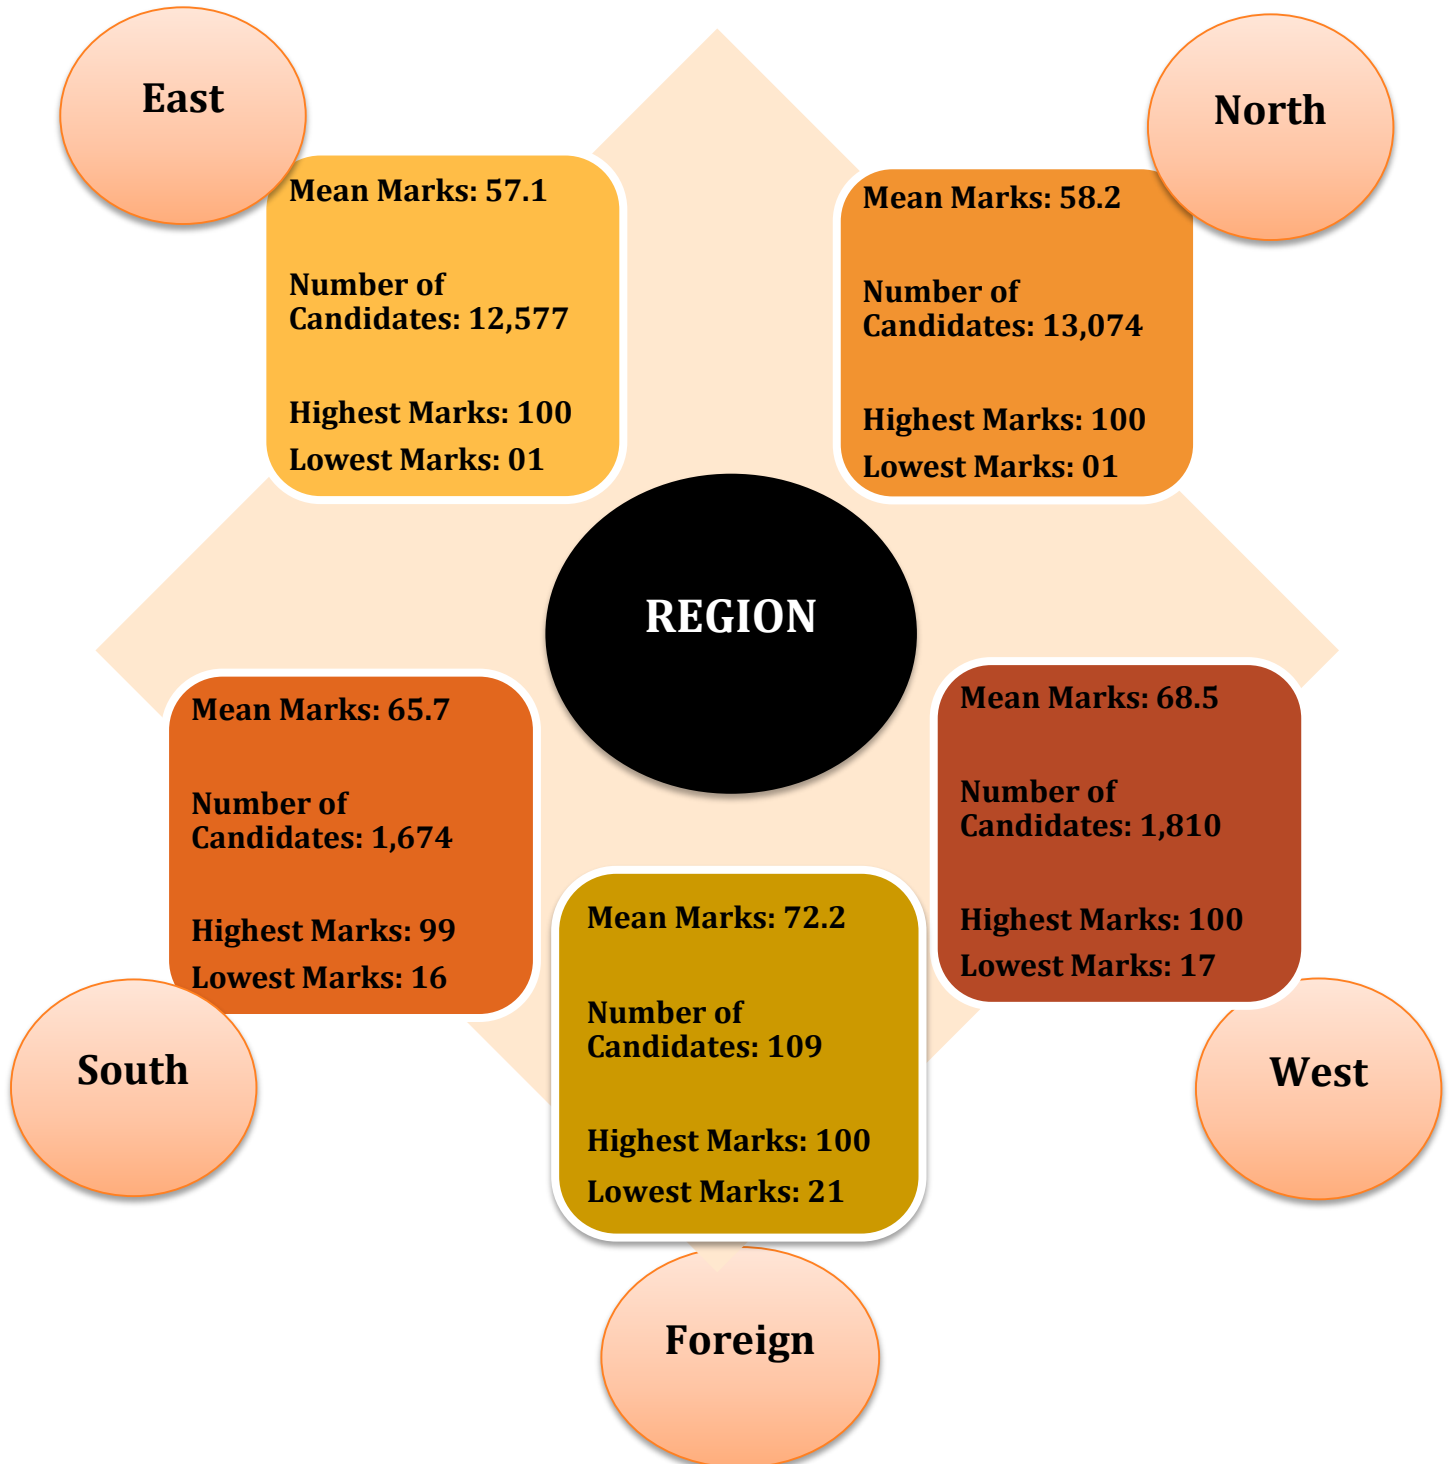 East
Mean Marks: 57.1
Number of
Candidates: 12,577
Highest Marks: 100
Lowest Marks: 01
North
Mean Marks: 58.2
Number of
Candidates: 13,074
Highest Marks: 100
Lowest Marks: 01
REGION
Mean Marks: 65.7
Number of
Candidates: 1,674
Highest Marks: 99
Lowest Marks: 16
South
Mean Marks: 68.5
Number of
Candidates: 1,810
Highest Marks: 100
Lowest Marks: 17
West
Mean Marks: 72.2
Number of
Candidates: 109
Highest Marks: 100
Lowest Marks: 21
Foreign